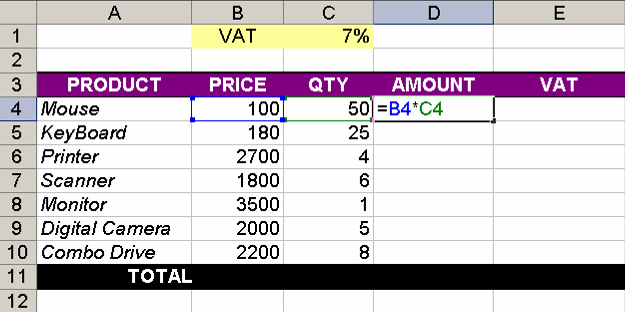 A B C D E
1 VAT 7%
2
3 PRODUCT PRICE QTY AMOUNT VAT
4 Mouse 100 50 =B4*C4
5 KeyBoard 180 25
6 Printer 2700 4
7 Scanner 1800 6
8 Monitor 3500 1
9 Digital Camera 2000 5
10 Combo Drive 2200 8
11 TOTAL
12